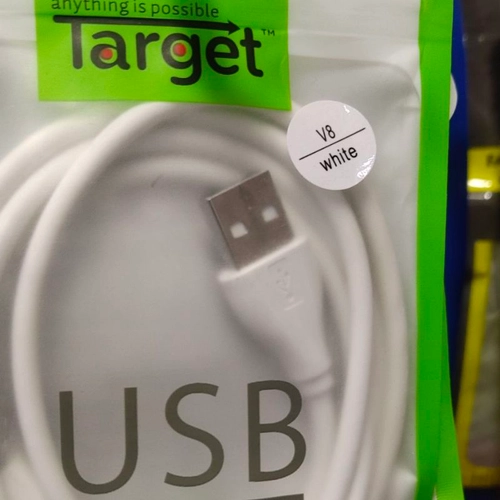 anything is possible
Target™
V8
white
USB